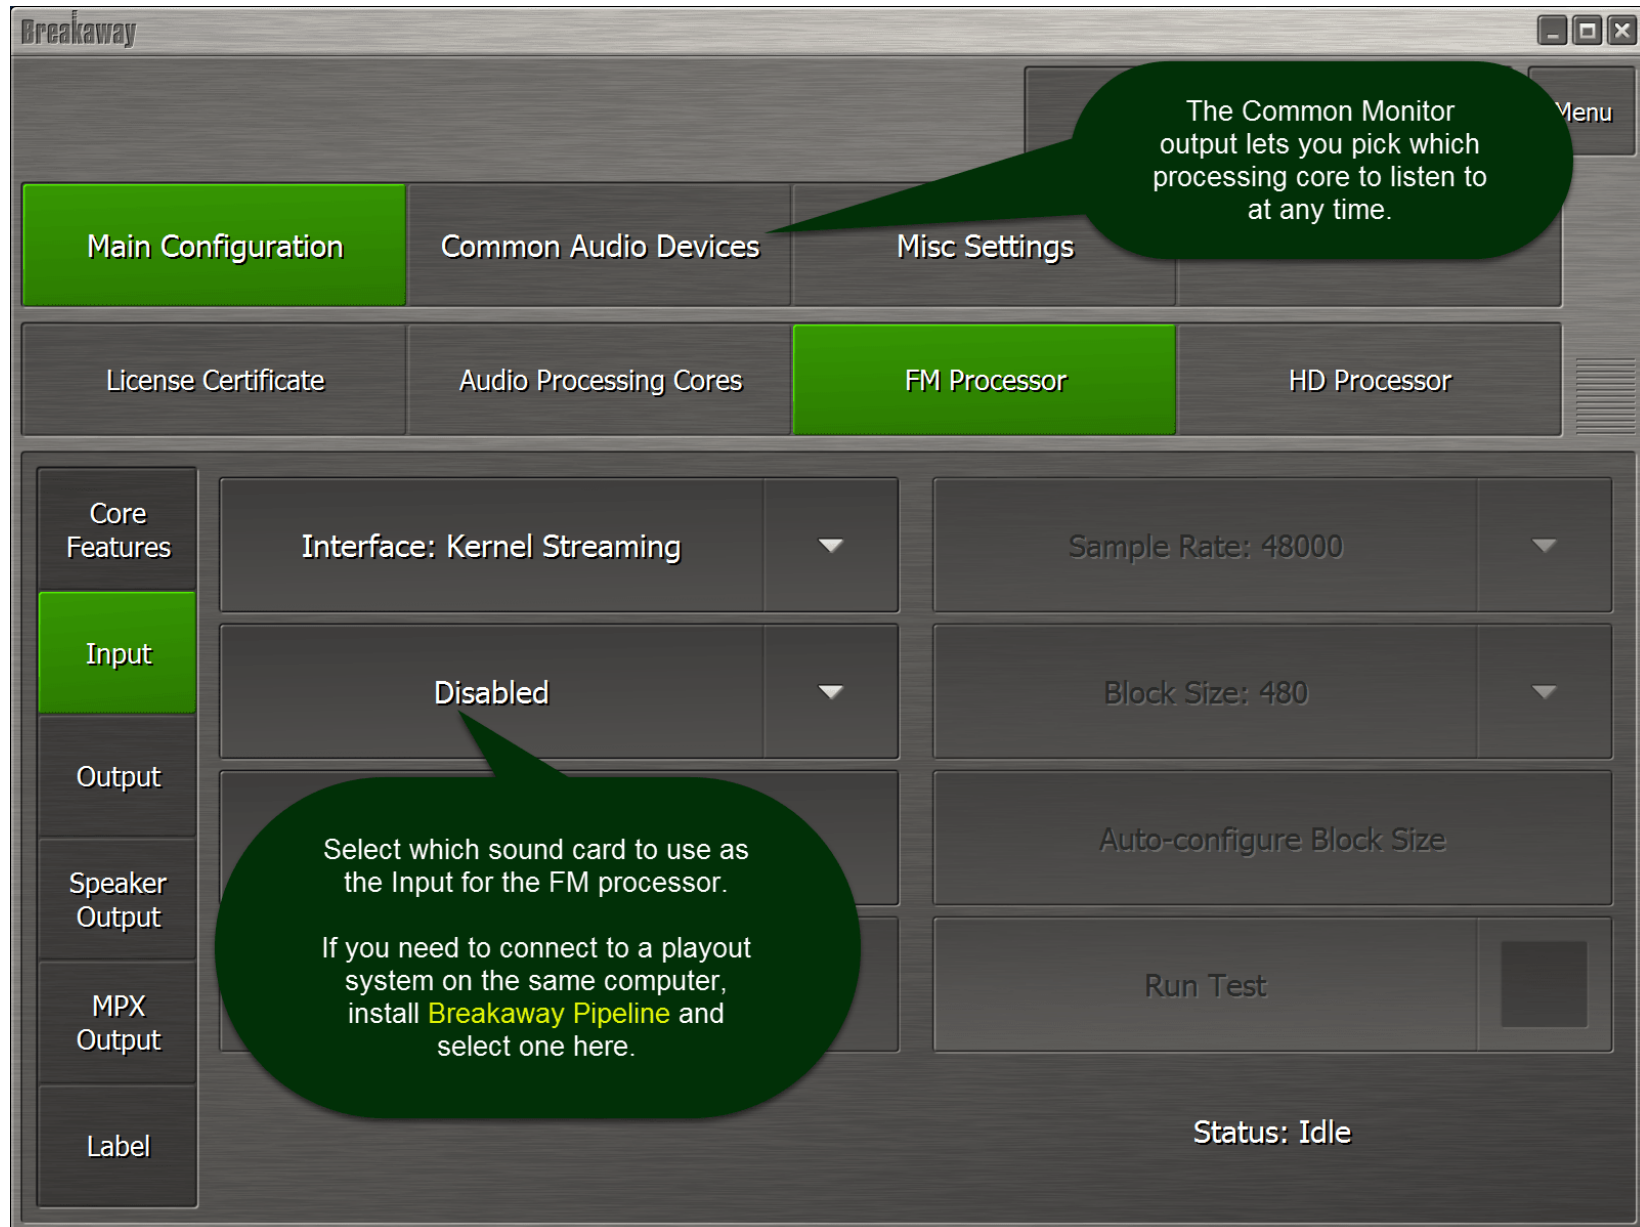 Breakaway
Menu
The Common Monitor
output lets you pick which
processing core to listen to
at any time.
Main Configuration
Common Audio Devices
Misc Settings
License Certificate
Audio Processing Cores
FM Processor
HD Processor
Core
Features
Input
Output
Speaker
Output
MPX
Output
Label
Interface: Kernel Streaming
Sample Rate: 48000
Disabled
Block Size: 480
Select which sound card to use as
the Input for the FM processor.
If you need to connect to a playout
system on the same computer,
install Breakaway Pipeline and
select one here.
Auto-configure Block Size
Run Test
Status: Idle